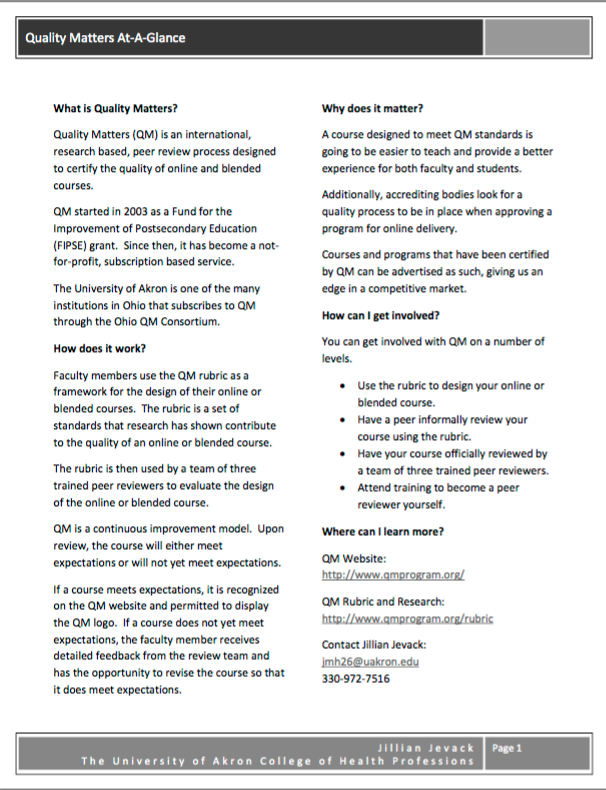 Quality Matters At-A-Glance
What is Quality Matters?
Quality Matters (QM) is an international,
research based, peer review process designed
to certify the quality of online and blended
courses.
QM started in 2003 as a Fund for the
Improvement of Postsecondary Education
(FIPSE) grant.  Since then, it has become a not-
for-profit, subscription based service.
The University of Akron is one of the many
institutions in Ohio that subscribes to QM
through the Ohio QM Consortium.
How does it work?
Faculty members use the QM rubric as a
framework for the design of their online or
blended courses.  The rubric is a set of
standards that research has shown contribute
to the quality of an online or blended course.
The rubric is then used by a team of three
trained peer reviewers to evaluate the design
of the online or blended course.
QM is a continuous improvement model.  Upon
review, the course will either meet
expectations or will not yet meet expectations.
If a course meets expectations, it is recognized
on the QM website and permitted to display
the QM logo.  If a course does not yet meet
expectations, the faculty member receives
detailed feedback from the review team and
has the opportunity to revise the course so that
it does meet expectations.
Why does it matter?
A course designed to meet QM standards is
going to be easier to teach and provide a better
experience for both faculty and students.
Additionally, accrediting bodies look for a
quality process to be in place when approving a
program for online delivery.
Courses and programs that have been certified
by QM can be advertised as such, giving us an
edge in a competitive market.
How can I get involved?
You can get involved with QM on a number of
levels.
• Use the rubric to design your online or
blended course.
• Have a peer informally review your
course using the rubric.
• Have your course officially reviewed by
a team of three trained peer reviewers.
• Attend training to become a peer
reviewer yourself.
Where can I learn more?
QM Website:
http://www.qmprogram.org/
QM Rubric and Research:
http://www.qmprogram.org/rubric
Contact Jillian Jevack:
jmh26@uakron.edu
330-972-7516
Jillian Jevack
The University of Akron College of Health Professions
Page 1